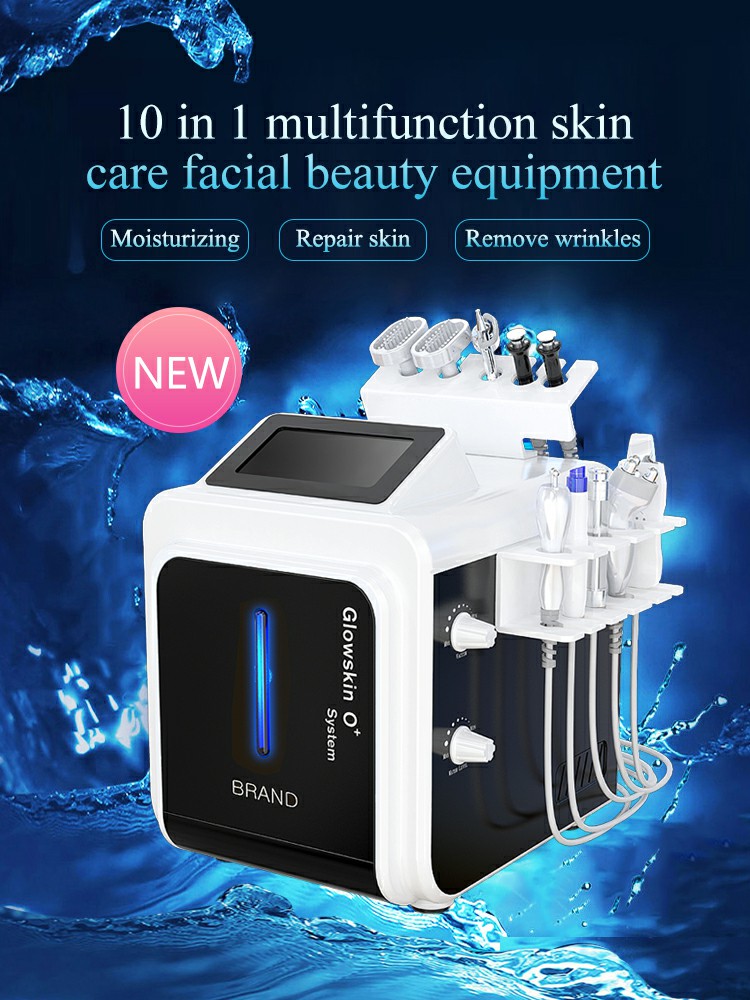 10 in 1 multifunction skin
care facial beauty equipment
Moisturizing Repair skin Remove wrinkles
NEW
Glowskin O+
System
BRAND